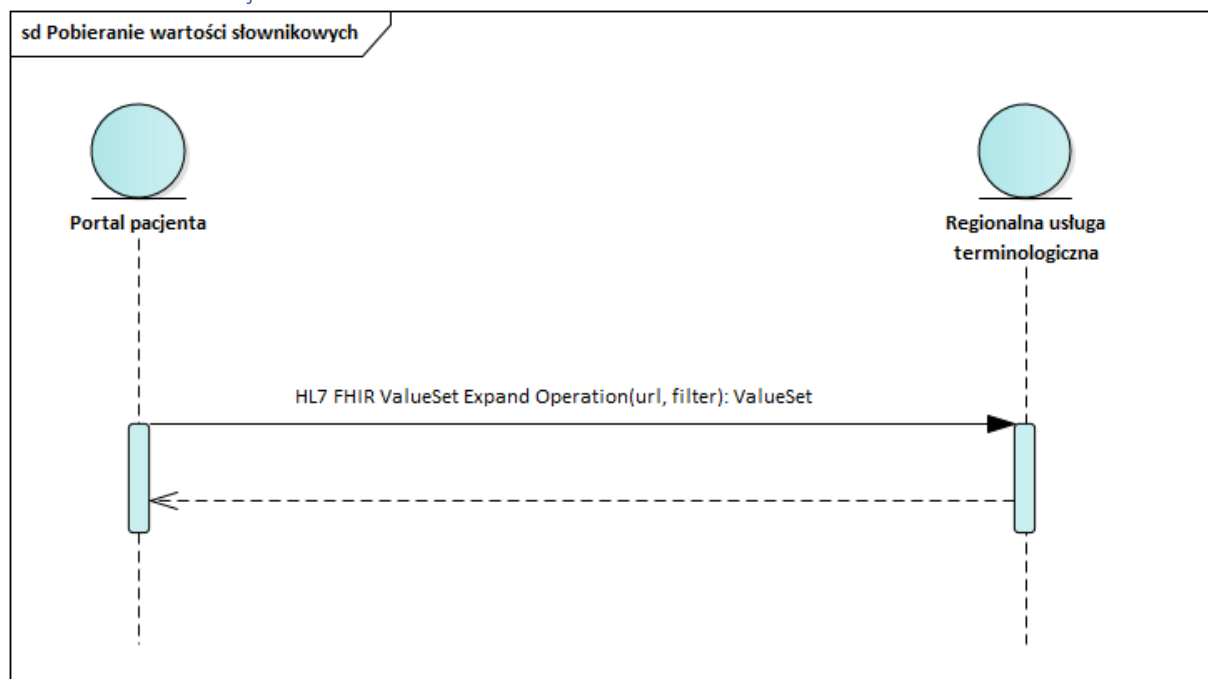 sd Pobieranie wartości słownikowych
Portal pacjenta
Regionalna usługa
terminologiczna
HL7 FHIR ValueSet Expand Operation(url, filter): ValueSet